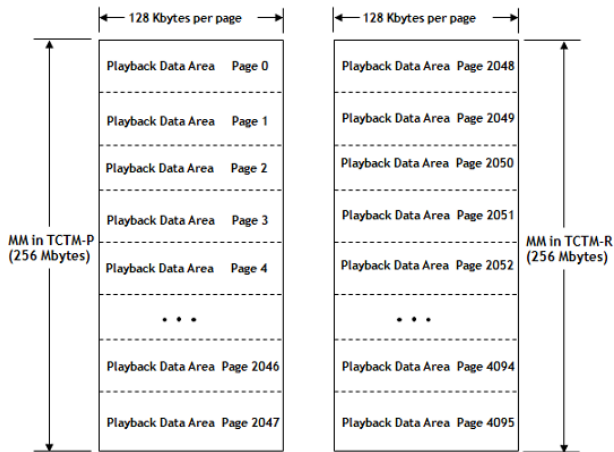 128 Kbytes per page
128 Kbytes per page
Playback Data Area Page 0
Playback Data Area Page 1
Playback Data Area Page 2
Playback Data Area Page 3
Playback Data Area Page 4
• • •
Playback Data Area Page 2046
Playback Data Area Page 2047
MM in TCTM-P
(256 Mbytes)
Playback Data Area Page 2048
Playback Data Area Page 2049
Playback Data Area Page 2050
Playback Data Area Page 2051
Playback Data Area Page 2052
• • •
Playback Data Area Page 4094
Playback Data Area Page 4095
MM in TCTM-R
(256 Mbytes)